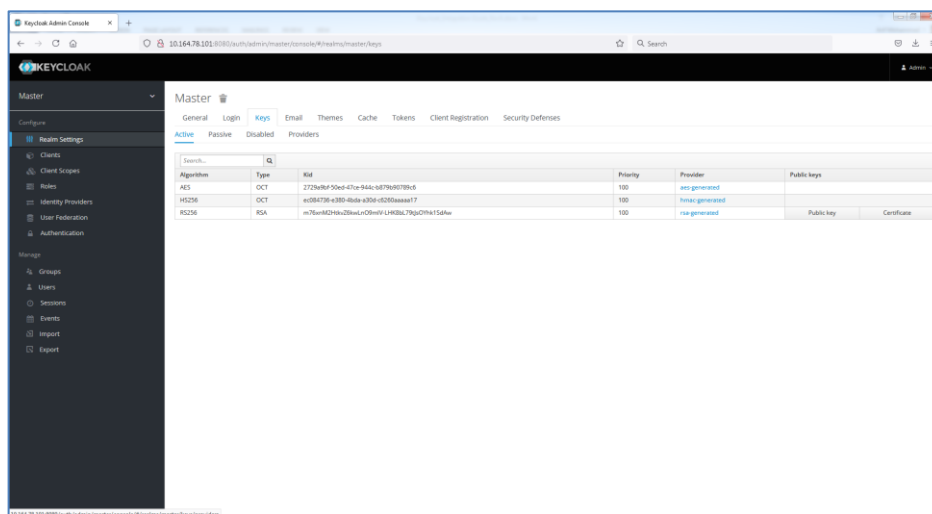 Keycloak Admin Console
10.164.78.101:8080/auth/admin/master/console/#/realms/master/keys
Search
KEYCLOAK
Admin
Master
Master
General Login Keys Email Themes Cache Tokens Client Registration Security Defenses
Configure
Active Passive Disabled Providers
Realm Settings
Clients
Client Scopes
Roles
Identity Providers
User Federation
Authentication
Manage
Groups
Users
Sessions
Events
Import
Export
Search...
Algorithm Type Kid Priority Provider Public keys
AES OCT 2729a9bf-50ed-47ce-944c-b879b90789c6 100 aes-generated
HS256 OCT ec084736-e380-4bda-a30d-c6260aaaaa17 100 hmac-generated
RS256 RSA 100 rsa-generated Public key Certificate